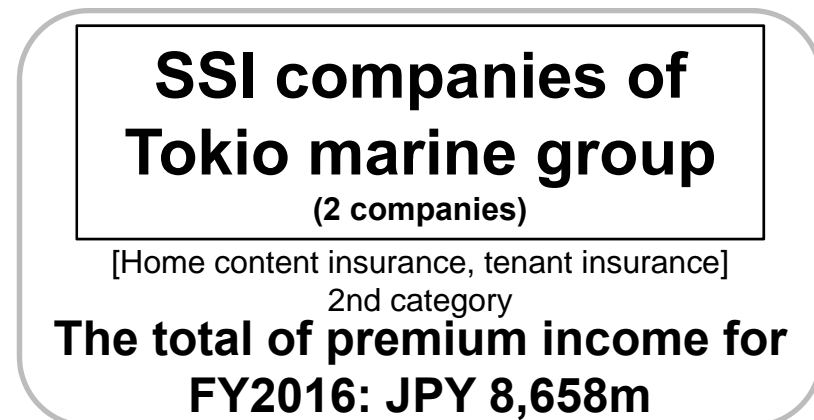 SSI companies of
Tokio marine group
(2 companies)
[Home content insurance, tenant insurance]
2nd category
The total of premium income for
FY2016: JPY 8,658m